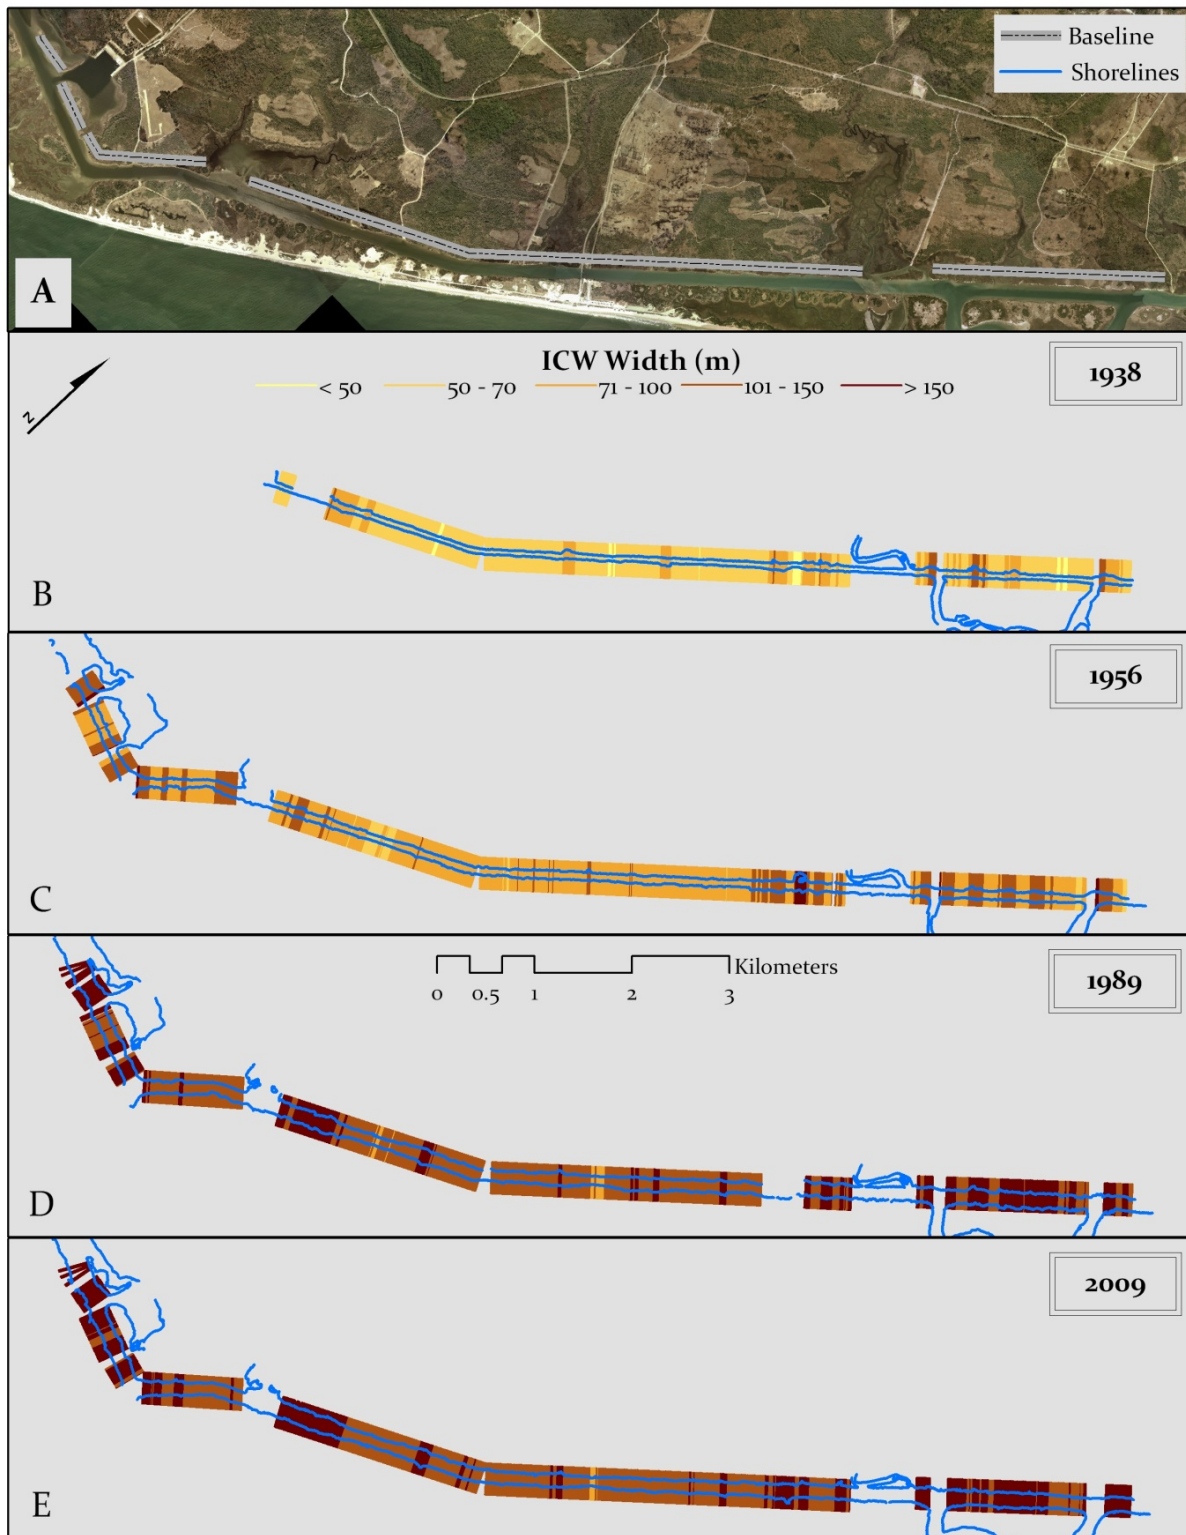 Baseline
Shorelines
A
ICW Width (m)
< 50 50 - 70 71 - 100 101 - 150 > 150
1938
N
B
1956
C
Kilometers
0 0.5 1 2 3
1989
D
2009
E